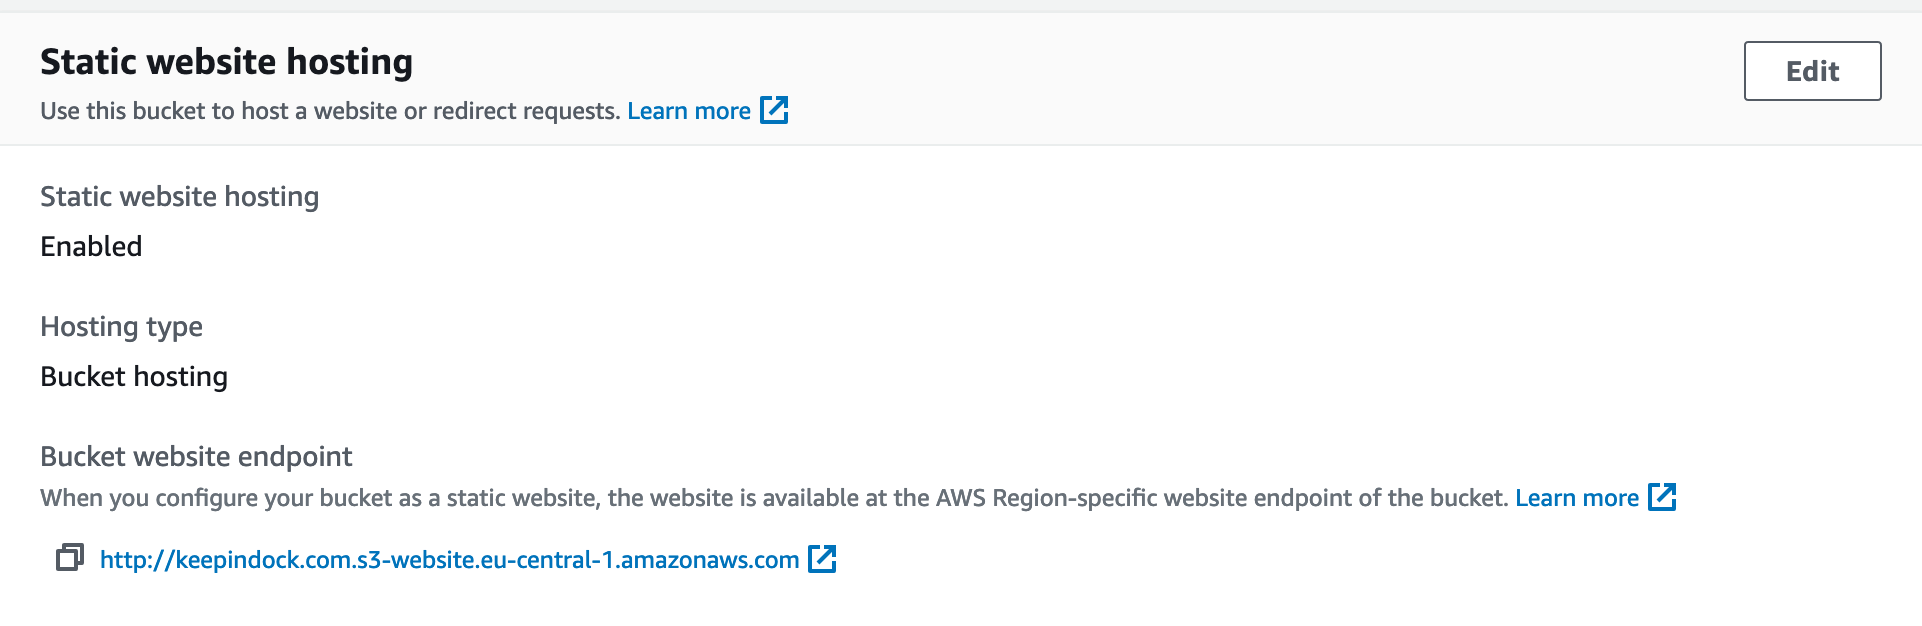 Static website hosting
Edit
Use this bucket to host a website or redirect requests. Learn more
Static website hosting
Enabled
Hosting type
Bucket hosting
Bucket website endpoint
When you configure your bucket as a static website, the website is available at the AWS Region-specific website endpoint of the bucket. Learn more
http://keepindock.com.s3-website.eu-central-1.amazonaws.com